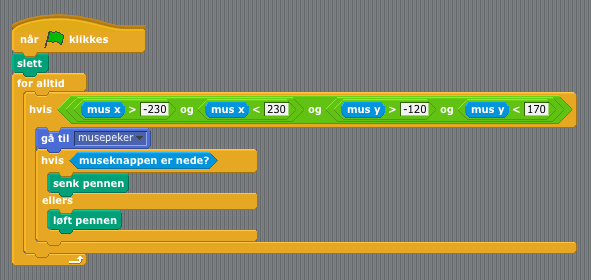 når klikkes
slett
for alltid
hvis mus x > -230 og mus x < 230 og mus y > -120 og mus y < 170
gå til musepeker
hvis museknappen er nede?
senk pennen
ellers
løft pennen